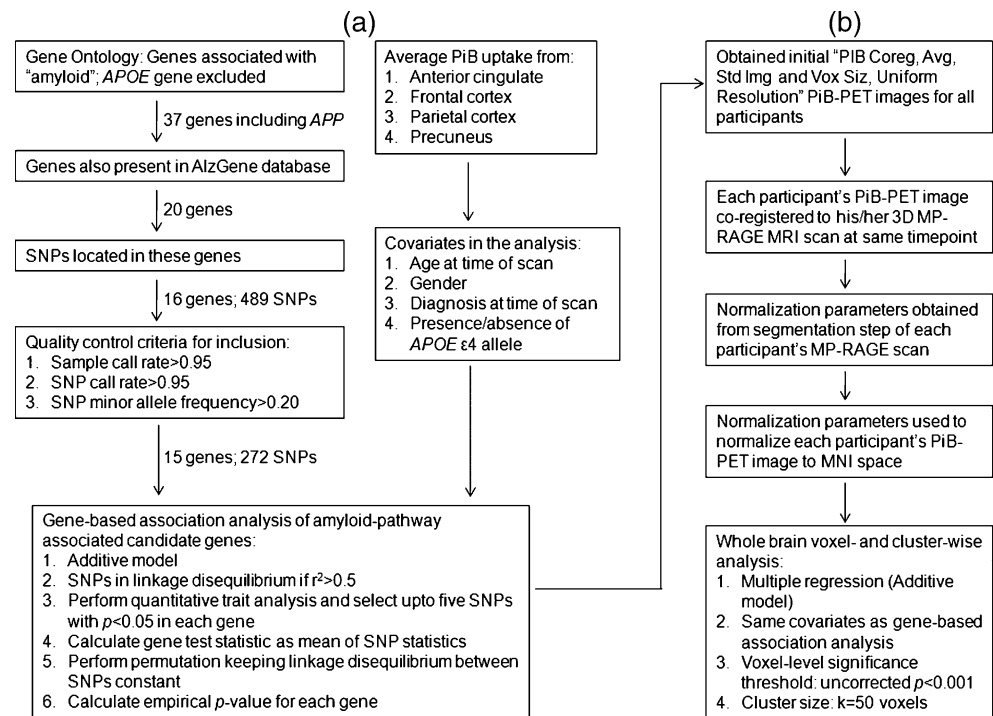 (a)
Gene Ontology: Genes associated with
"amyloid"; APOE gene excluded
37 genes including APP
Genes also present in AlzGene database
20 genes
SNPs located in these genes
16 genes; 489 SNPs
Quality control criteria for inclusion:
1. Sample call rate>0.95
2. SNP call rate>0.95
3. SNP minor allele frequency>0.20
15 genes; 272 SNPs
Average PiB uptake from:
1. Anterior cingulate
2. Frontal cortex
3. Parietal cortex
4. Precuneus
Covariates in the analysis:
1. Age at time of scan
2. Gender
3. Diagnosis at time of scan
4. Presence/absence of
APOE ε4 allele
Gene-based association analysis of amyloid-pathway
associated candidate genes:
1. Additive model
2. SNPs in linkage disequilibrium if r²>0.5
3. Perform quantitative trait analysis and select upto five SNPs
with p<0.05 in each gene
4. Calculate gene test statistic as mean of SNP statistics
5. Perform permutation keeping linkage disequilibrium between
SNPs constant
6. Calculate empirical p-value for each gene
(b)
Obtained initial "PIB Coreg, Avg,
Std Img and Vox Siz, Uniform
Resolution" PiB-PET images for all
participants
Each participant's PiB-PET image
co-registered to his/her 3D MP-
RAGE MRI scan at same timepoint
Normalization parameters obtained
from segmentation step of each
participant's MP-RAGE scan
Normalization parameters used to
normalize each participant's PiB-
PET image to MNI space
Whole brain voxel- and cluster-wise
analysis:
1. Multiple regression (Additive
model)
2. Same covariates as gene-based
association analysis
3. Voxel-level significance
threshold: uncorrected p<0.001
4. Cluster size: k=50 voxels